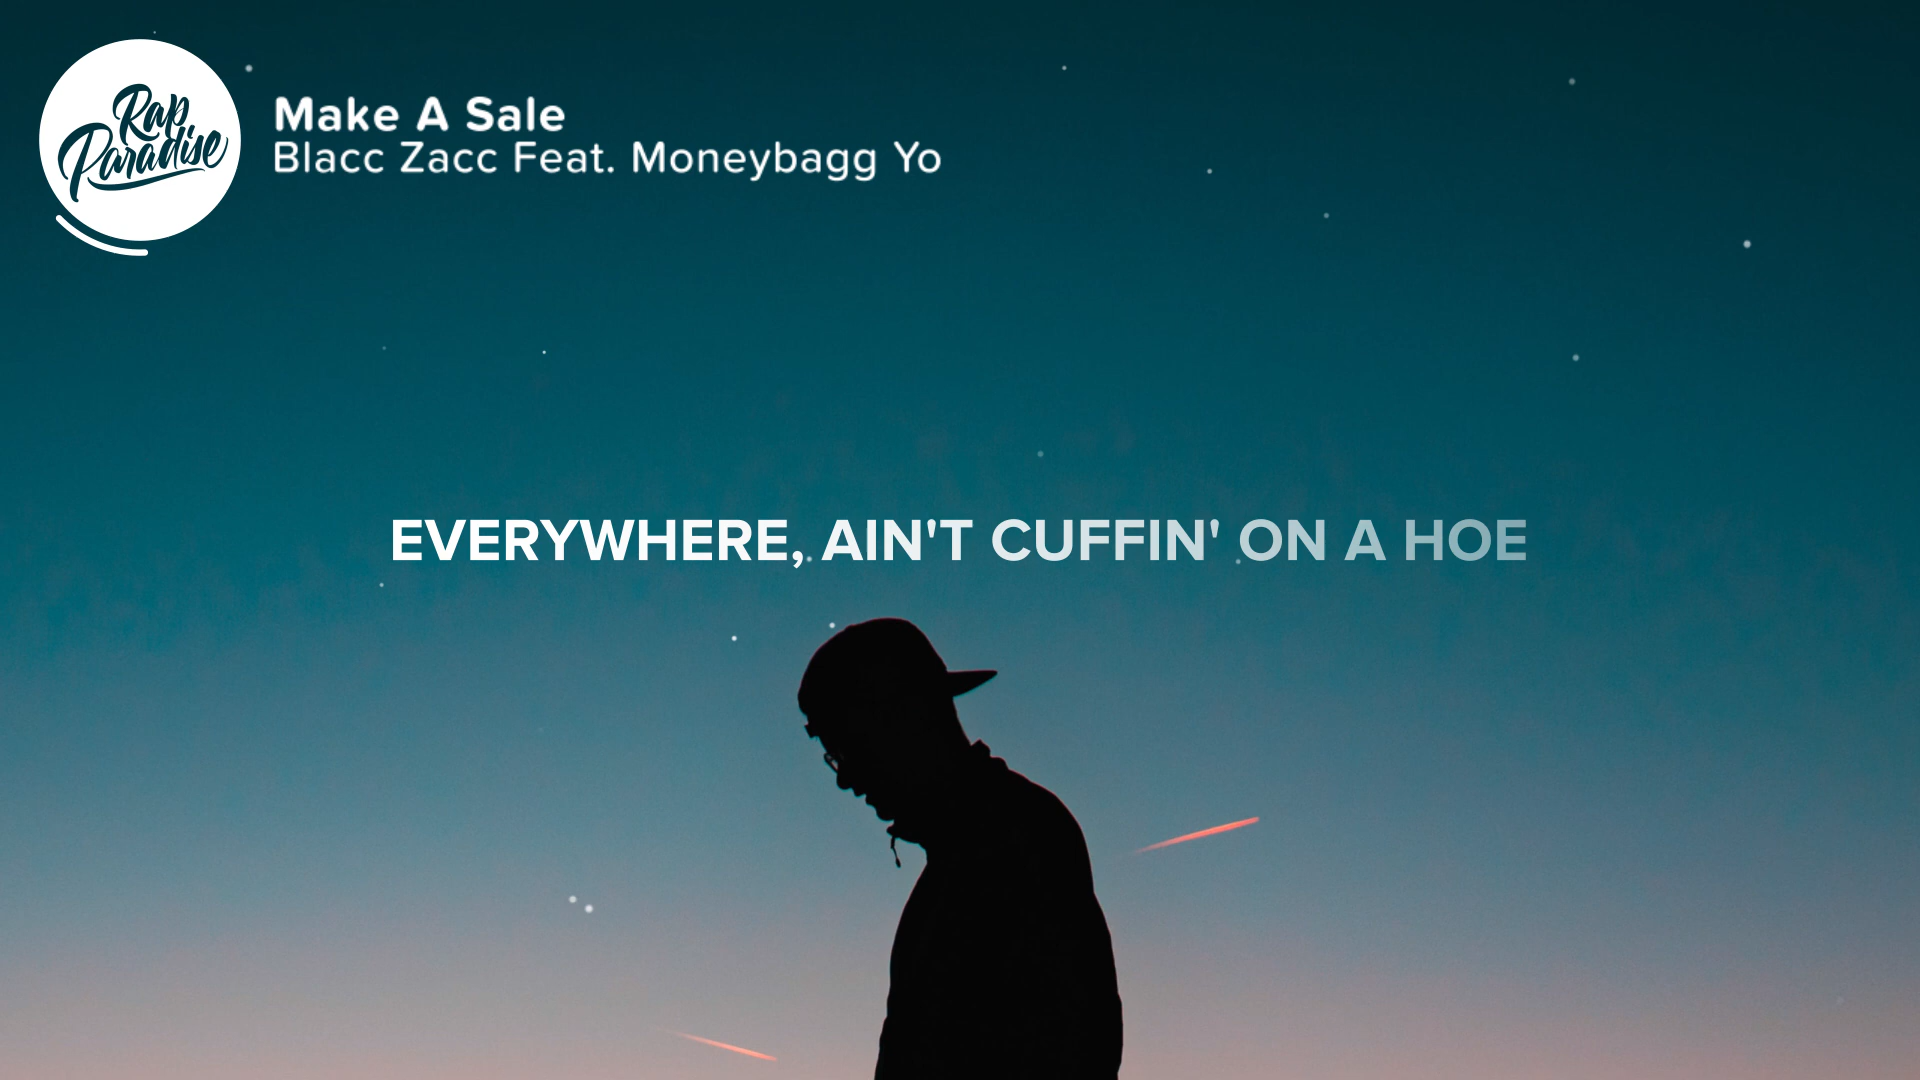 Rap
Paradise
Make A Sale
Blacc Zacc Feat. Moneybagg Yo
EVERYWHERE, AIN'T CUFFIN' ON A HOE